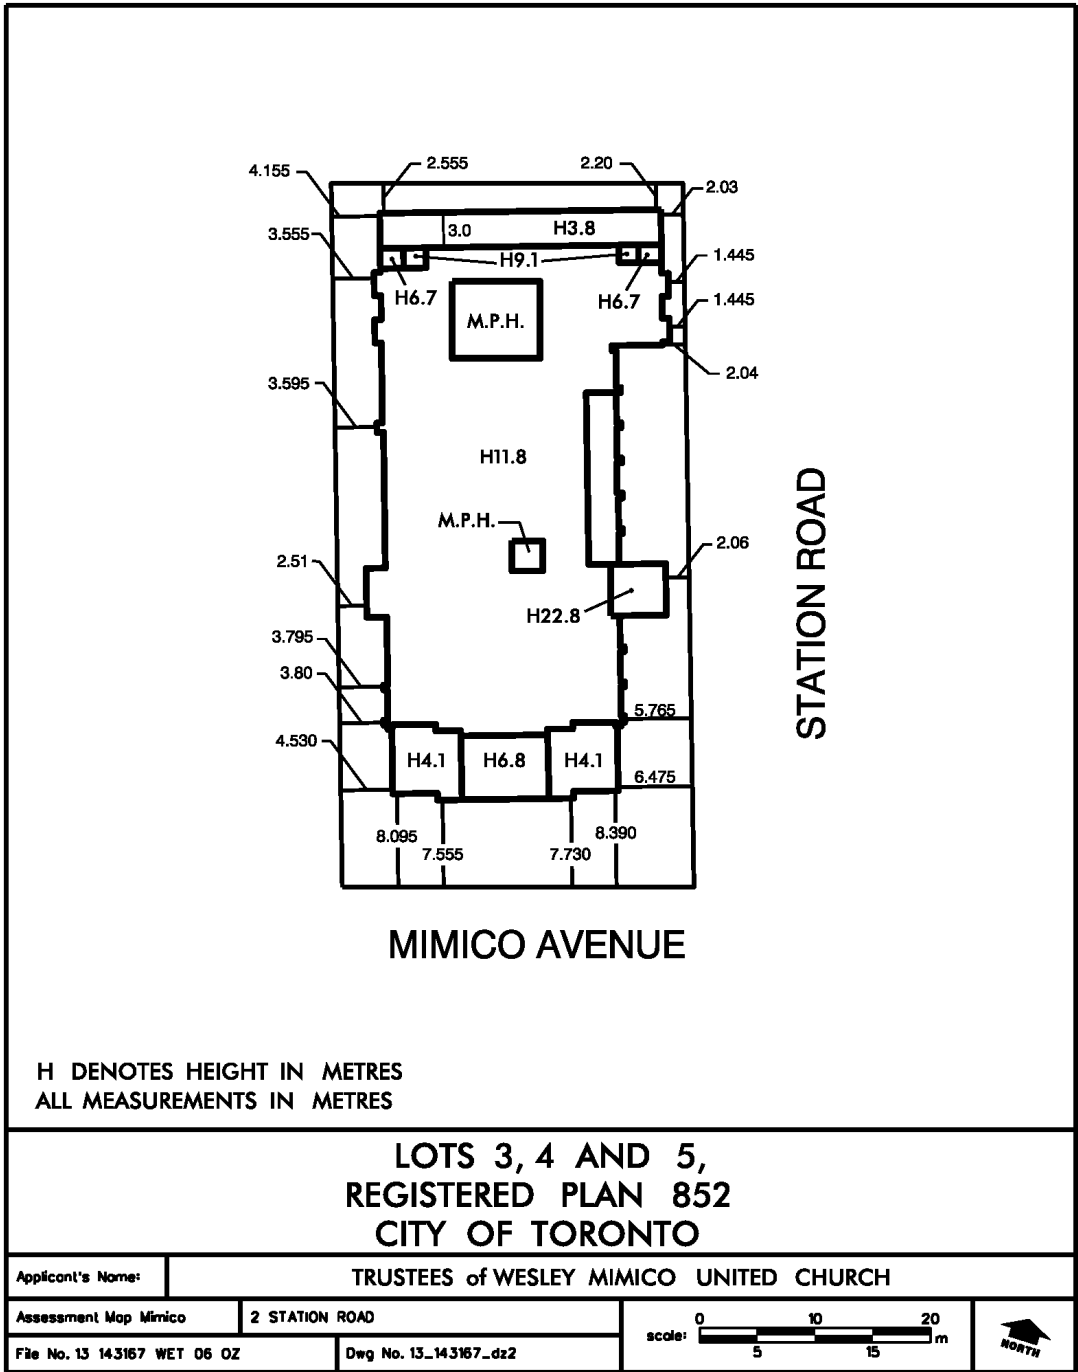 2.555 2.20
4.155 2.03
3.0 H3.8
3.555
H9.1 1.445
H6.7 H6.7 1.445
M.P.H.
2.04
3.595
H11.8
M.P.H.
2.06
2.51
H22.8
3.795
3.80
5.765
4.530 H4.1 H6.8 H4.1
6.475
8.095 8.390
7.555 7.730
STATION ROAD
MIMICO AVENUE
H DENOTES HEIGHT IN METRES
ALL MEASUREMENTS IN METRES
LOTS 3, 4 AND 5,
REGISTERED PLAN 852
CITY OF TORONTO
Applicant's Name: TRUSTEES of WESLEY MIMICO UNITED CHURCH
Assessment Map Mimico 2 STATION ROAD
File No. 13 143167 WET 06 OZ Dwg No. 13_143167_dz2
0 10 20
scale: m
5 15
NORTH